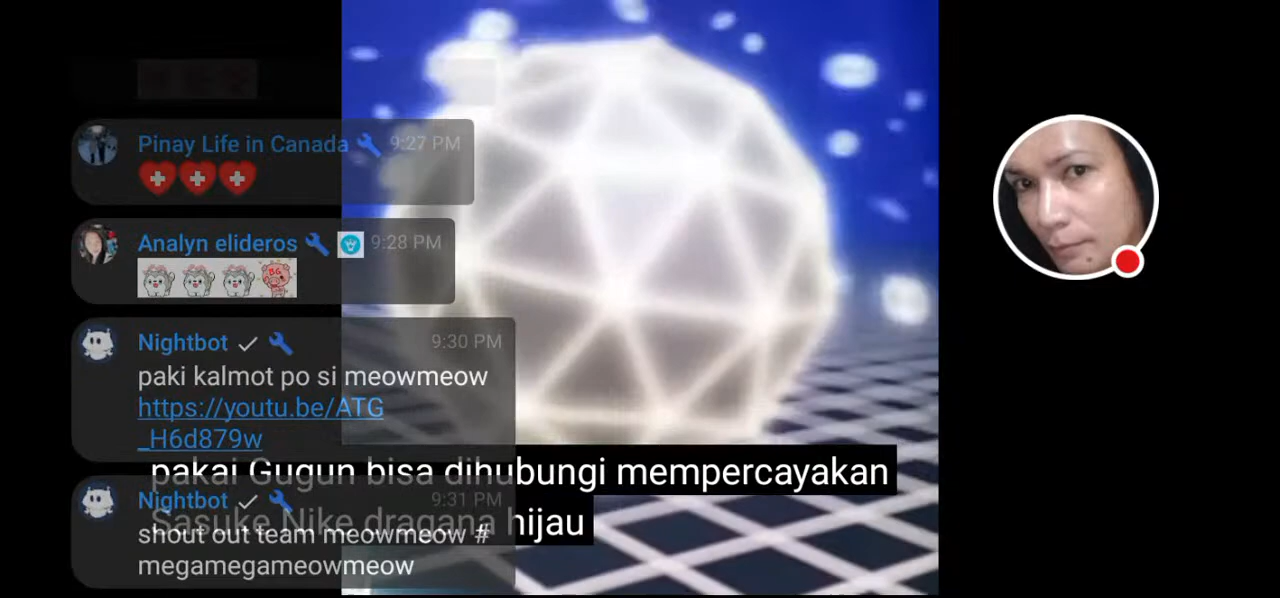 Pinay Life in Canada 9:27 PM
Analyn elideros 9:28 PM
BG
Nightbot 9:30 PM
paki kalmot po si meowmeow
https://youtu.be/ATG
_H6d879w
pakai Gugun bisa dihubungi mempercayakan
Sasuke Nike dragana hijau
Nightbot 9:31 PM
shout out team meowmeow #
megamegameowmeow